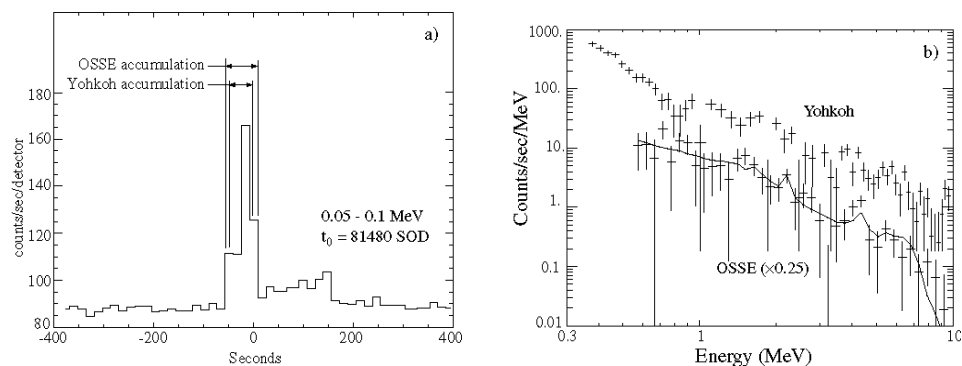 a)
OSSE accumulation
Yohkoh accumulation
180
160
140
120
100
80
counts/sec/detector
0.05 - 0.1 MeV
t₀ = 81480 SOD
-400 -200 0 200 400
Seconds
b)
1000.
100.
10.
1.
0.1
0.01
Counts/sec/MeV
Yohkoh
OSSE (×0.25)
0.3 1 10
Energy (MeV)